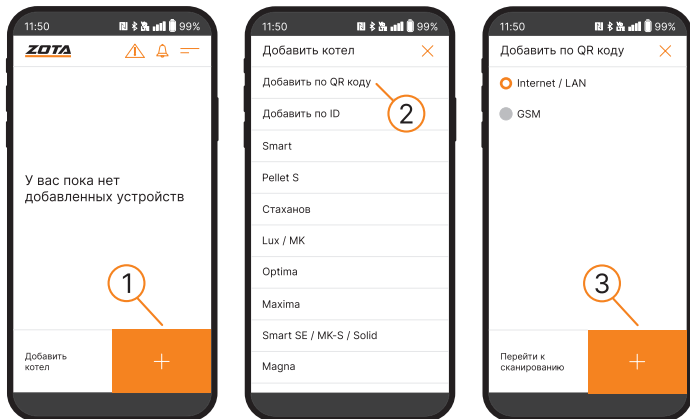 11:50
99%
ZOTA
У вас пока нет
добавленных устройств
1
Добавить
котел
11:50
99%
Добавить котел
Добавить по QR коду
2
Добавить по ID
Smart
Pellet S
Стаханов
Lux / MK
Optima
Maxima
Smart SE / MK-S / Solid
Magna
11:50
99%
Добавить по QR коду
Internet / LAN
GSM
3
Перейти к
сканированию